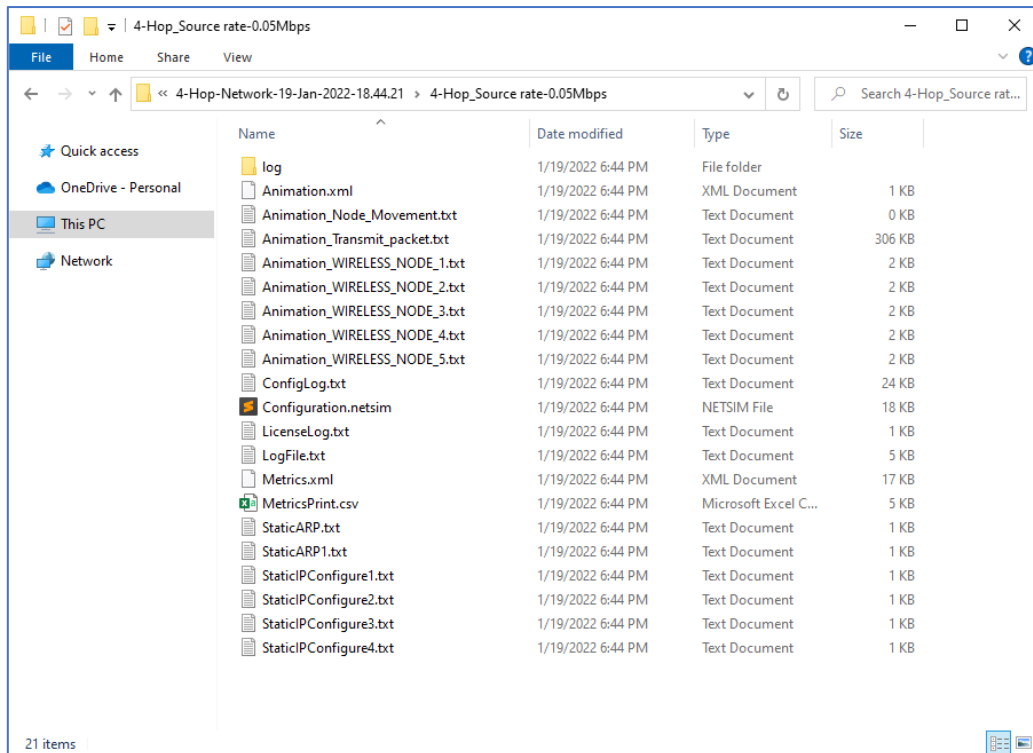 4-Hop_Source rate-0.05Mbps
File Home Share View
« 4-Hop-Network-19-Jan-2022-18.44.21 › 4-Hop_Source rate-0.05Mbps Search 4-Hop_Source rat...
Name Date modified Type Size
Quick access
OneDrive - Personal
This PC
Network
log 1/19/2022 6:44 PM File folder
Animation.xml 1/19/2022 6:44 PM XML Document 1 KB
Animation_Node_Movement.txt 1/19/2022 6:44 PM Text Document 0 KB
Animation_Transmit_packet.txt 1/19/2022 6:44 PM Text Document 306 KB
Animation_WIRELESS_NODE_1.txt 1/19/2022 6:44 PM Text Document 2 KB
Animation_WIRELESS_NODE_2.txt 1/19/2022 6:44 PM Text Document 2 KB
Animation_WIRELESS_NODE_3.txt 1/19/2022 6:44 PM Text Document 2 KB
Animation_WIRELESS_NODE_4.txt 1/19/2022 6:44 PM Text Document 2 KB
Animation_WIRELESS_NODE_5.txt 1/19/2022 6:44 PM Text Document 2 KB
ConfigLog.txt 1/19/2022 6:44 PM Text Document 24 KB
Configuration.netsim 1/19/2022 6:44 PM NETSIM File 18 KB
LicenseLog.txt 1/19/2022 6:44 PM Text Document 1 KB
LogFile.txt 1/19/2022 6:44 PM Text Document 5 KB
Metrics.xml 1/19/2022 6:44 PM XML Document 17 KB
MetricsPrint.csv 1/19/2022 6:44 PM Microsoft Excel C... 5 KB
StaticARP.txt 1/19/2022 6:44 PM Text Document 1 KB
StaticARP1.txt 1/19/2022 6:44 PM Text Document 1 KB
StaticIPConfigure1.txt 1/19/2022 6:44 PM Text Document 1 KB
StaticIPConfigure2.txt 1/19/2022 6:44 PM Text Document 1 KB
StaticIPConfigure3.txt 1/19/2022 6:44 PM Text Document 1 KB
StaticIPConfigure4.txt 1/19/2022 6:44 PM Text Document 1 KB
21 items